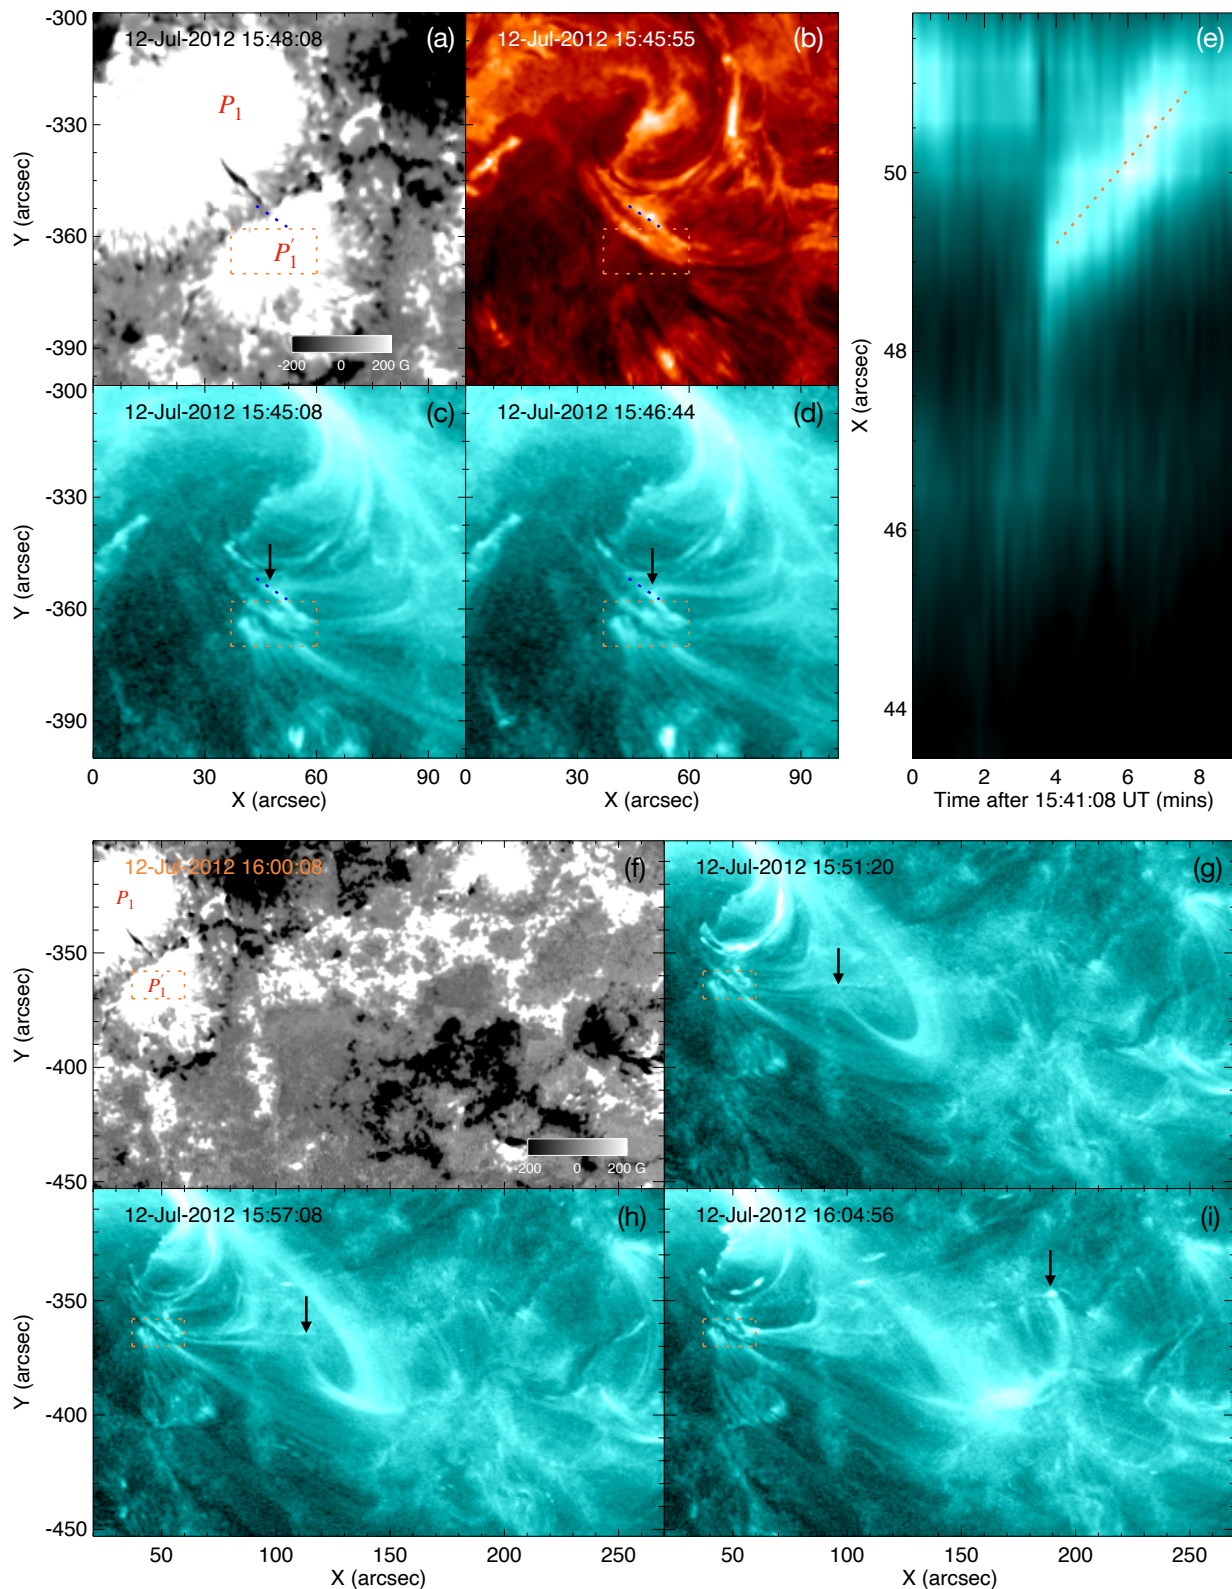 -300
-330
-360
-390
Y (arcsec)
12-Jul-2012 15:48:08
(a)
P1
P'1
-200 0 200 G
12-Jul-2012 15:45:55
(b)
-300
-330
-360
-390
Y (arcsec)
12-Jul-2012 15:45:08
(c)
0 30 60 90
X (arcsec)
12-Jul-2012 15:46:44
(d)
0 30 60 90
X (arcsec)
(e)
50
48
46
44
X (arcsec)
0 2 4 6 8
Time after 15:41:08 UT (mins)
12-Jul-2012 16:00:08
(f)
P1
P'1
-350
-400
-450
Y (arcsec)
-200 0 200 G
12-Jul-2012 15:51:20
(g)
12-Jul-2012 15:57:08
(h)
-350
-400
-450
Y (arcsec)
50 100 150 200 250
X (arcsec)
12-Jul-2012 16:04:56
(i)
50 100 150 200 250
X (arcsec)